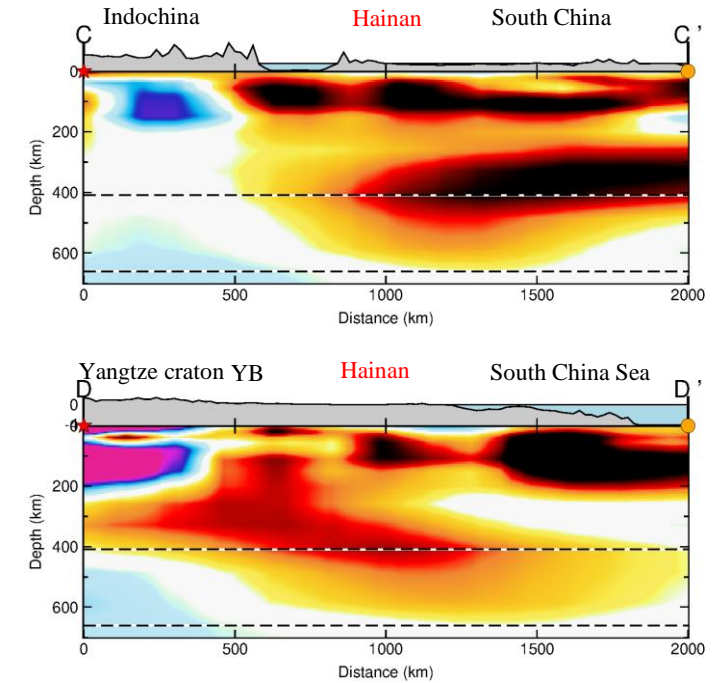 Indochina Hainan South China
C C'
0
200
400
600
Depth (km)
0 500 1000 1500 2000
Distance (km)
Yangtze craton YB Hainan South China Sea
D D'
0
0
200
400
600
Depth (km)
0 500 1000 1500 2000
Distance (km)